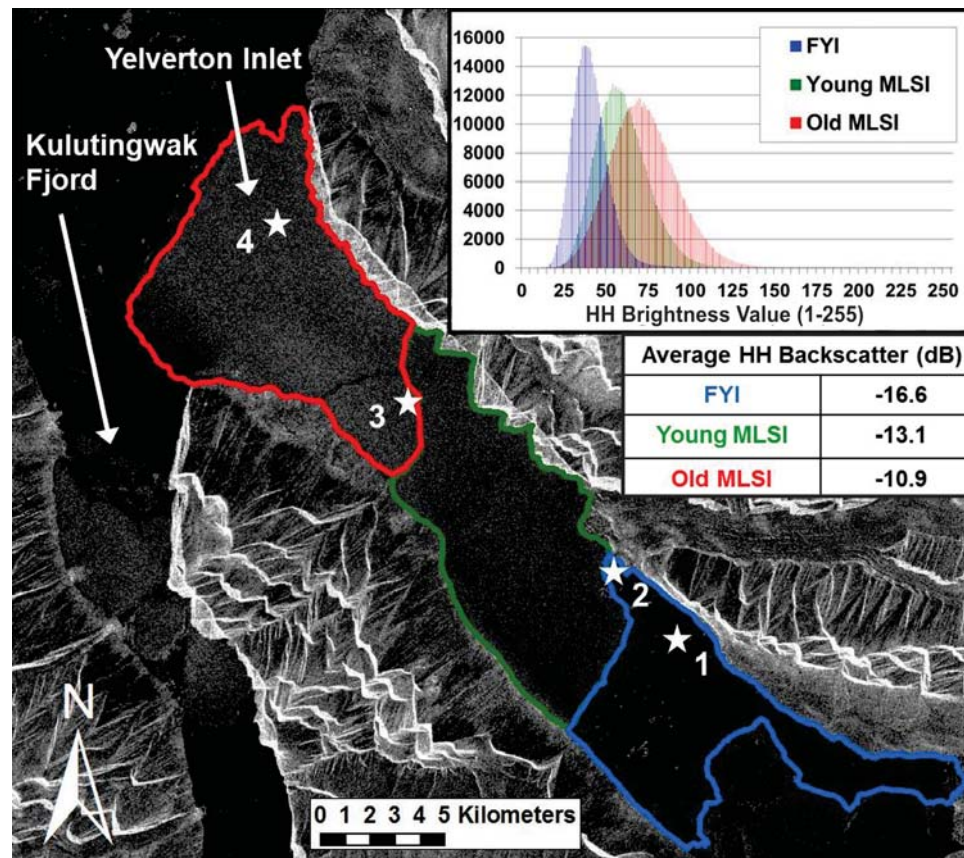 Yelverton Inlet
Kulutingwak
Fjord
4
3
2
1
N
0 1 2 3 4 5 Kilometers
16000
14000
12000
10000
8000
6000
4000
2000
0
0 25 50 75 100 125 150 175 200 225 250
HH Brightness Value (1-255)
FYI
Young MLSI
Old MLSI
Average HH Backscatter (dB)
FYI -16.6
Young MLSI -13.1
Old MLSI -10.9